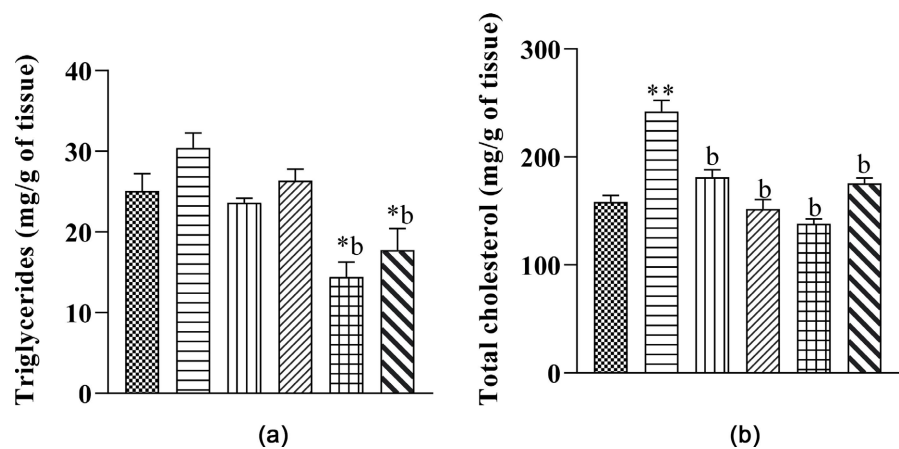 Triglycerides (mg/g of tissue)
40
30
20
10
0
*b
*b
(a)
Total cholesterol (mg/g of tissue)
300
200
100
0
**
b
b
b
b
(b)